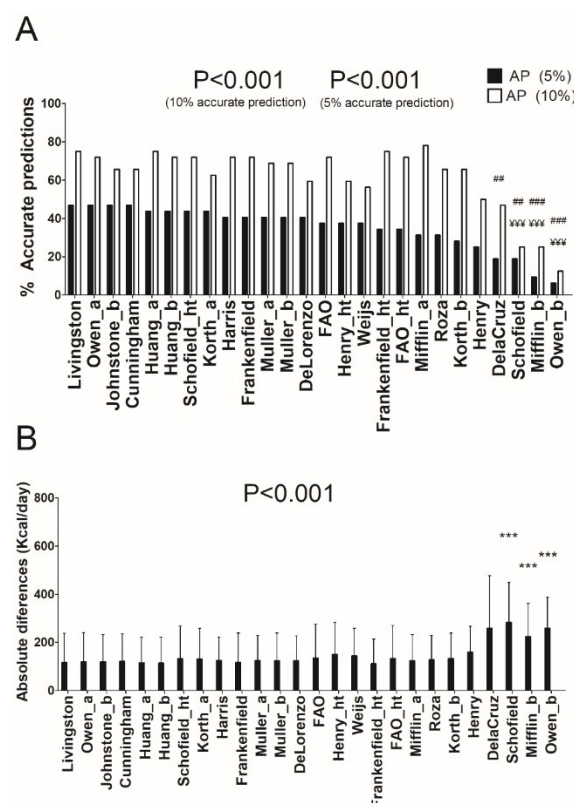 A
P<0.001
(10% accurate prediction)
P<0.001
(5% accurate prediction)
AP (5%)
AP (10%)
% Accurate predictions
100
80
60
40
20
0
##
##
¥¥¥
###
¥¥¥
###
¥¥¥
Livingston
Owen_a
Johnstone_b
Cunningham
Huang_a
Huang_b
Schofield_ht
Korth_a
Harris
Frankenfield
Muller_a
Muller_b
DeLorenzo
FAO
Henry_ht
Weijs
Frankenfield_ht
FAO_ht
Mifflin_a
Roza
Korth_b
Henry
DelaCruz
Schofield
Mifflin_b
Owen_b
B
P<0.001
Absolute diferences (Kcal/day)
800
600
400
200
0
***
***
***
Livingston
Owen_a
Johnstone_b
Cunningham
Huang_a
Huang_b
Schofield_ht
Korth_a
Harris
Frankenfield
Muller_a
Muller_b
DeLorenzo
FAO
Henry_ht
Weijs
Frankenfield_ht
FAO_ht
Mifflin_a
Roza
Korth_b
Henry
DelaCruz
Schofield
Mifflin_b
Owen_b